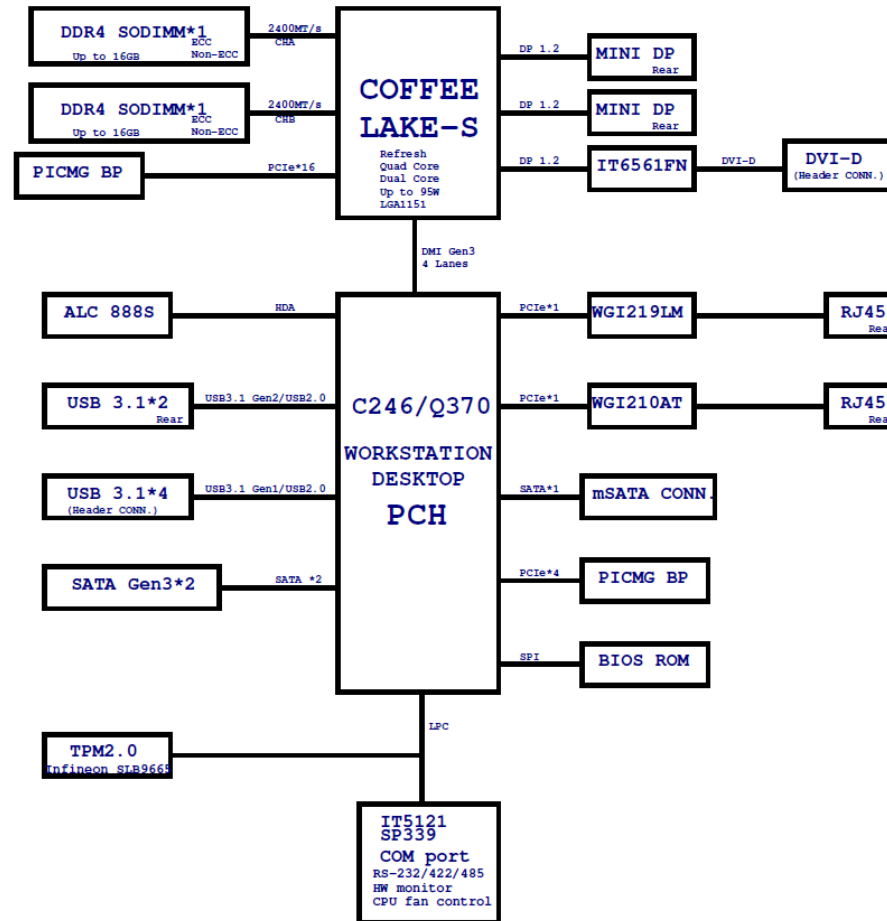 DDR4 SODIMM*1
ECC
Up to 16GB Non-ECC
2400MT/s
CHA
DDR4 SODIMM*1
ECC
Up to 16GB Non-ECC
2400MT/s
CHB
PICMG BP
PCIe*16
COFFEE
LAKE-S
Refresh
Quad Core
Dual Core
Up to 95W
LGA1151
DP 1.2
MINI DP
Rear
DP 1.2
MINI DP
Rear
DP 1.2
IT6561FN
DVI-D
DVI-D
(Header CONN.)
DMI Gen3
4 Lanes
ALC 888S
HDA
USB 3.1*2
Rear
USB3.1 Gen2/USB2.0
USB 3.1*4
(Header CONN.)
USB3.1 Gen1/USB2.0
SATA Gen3*2
SATA *2
C246/Q370
WORKSTATION
DESKTOP
PCH
PCIe*1
WGI219LM
RJ45
Rea
PCIe*1
WGI210AT
RJ45
Rea
SATA*1
mSATA CONN.
PCIe*4
PICMG BP
SPI
BIOS ROM
LPC
TPM2.0
Infineon SLB9665
IT5121
SP339
COM port
RS-232/422/485
HW monitor
CPU fan control